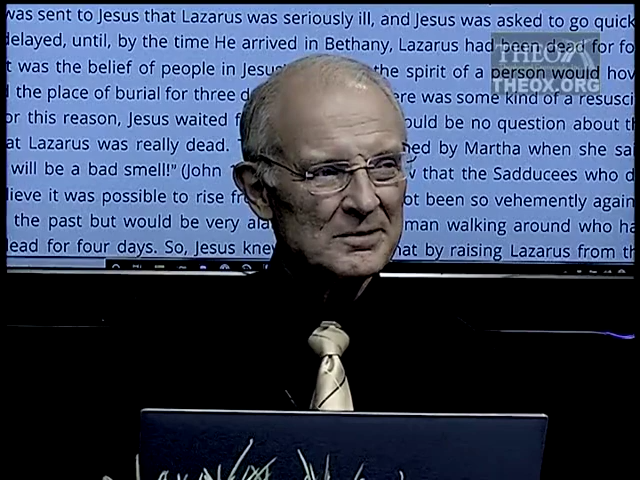 was sent to Jesus that Lazarus was seriously ill, and Jesus was asked to go quick
delayed, until, by the time He arrived in Bethany, Lazarus had been dead for fo
t was the belief of people in Jesus' the spirit of a person would hov
the place of burial for three d ere was some kind of a resusci
or this reason, Jesus waited f ould be no question about th
at Lazarus was really dead. ned by Martha when she sa
will be a bad smell!" (John that the Sadducees who d
lieve it was possible to rise fr ot been so vehemently again
the past but would be very ala man walking around who ha
dead for four days. So, Jesus knew hat by raising Lazarus from th
THEOX
THEOX.ORG